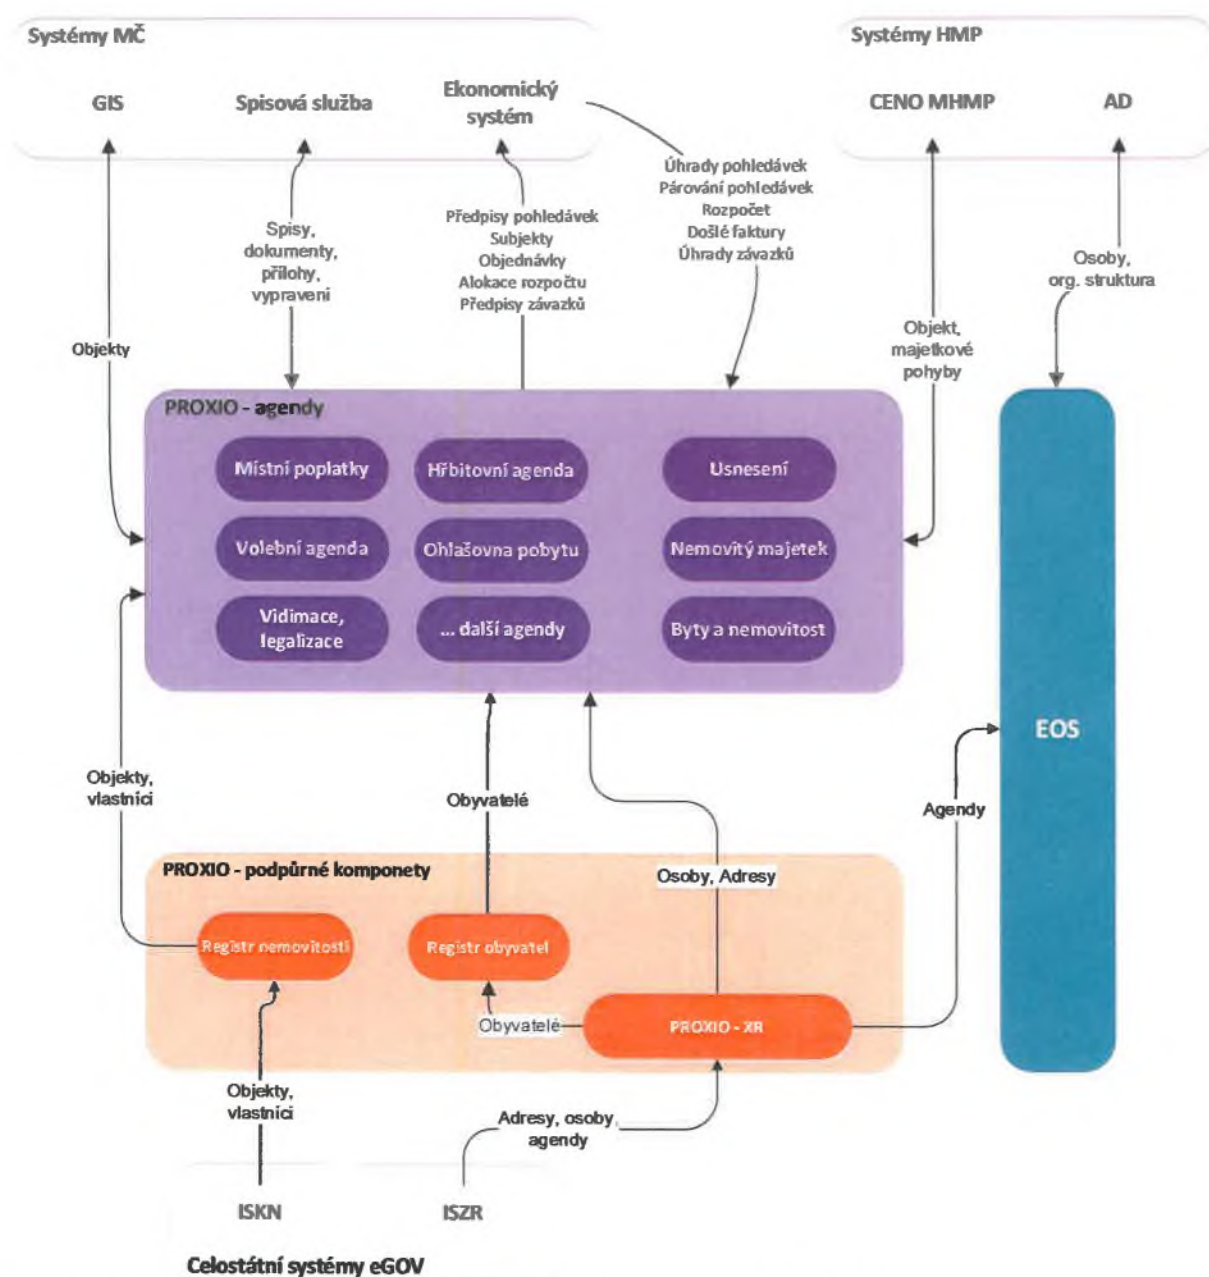 Systémy MČ
GIS
Spisová služba
Ekonomický
systém
Systémy HMP
CENO MHMP
AD
Úhrady pohledávek
Párování pohledávek
Rozpočet
Došlé faktury
Úhrady závazků
Předpisy pohledávek
Subjekty
Objednávky
Alokace rozpočtu
Předpisy závazků
Spisy,
dokumenty,
přílohy,
vypravení
Osoby,
org. struktura
Objekty
Objekt,
majetkové
pohyby
PROXIO - agendy
Místní poplatky
Hřbitovní agenda
Usnesení
Volební agenda
Ohlašovna pobytu
Nemovitý majetek
Vidimace,
legalizace
... další agendy
Byty a nemovitost
EOS
Objekty,
vlastníci
Obyvatelé
Agendy
PROXIO - podpůrné komponety
Osoby, Adresy
Registr nemovitostí
Registr obyvatel
Obyvatelé
PROXIO - XR
Objekty,
vlastníci
Adresy, osoby,
agendy
ISKN
ISZR
Celostátní systémy eGOV